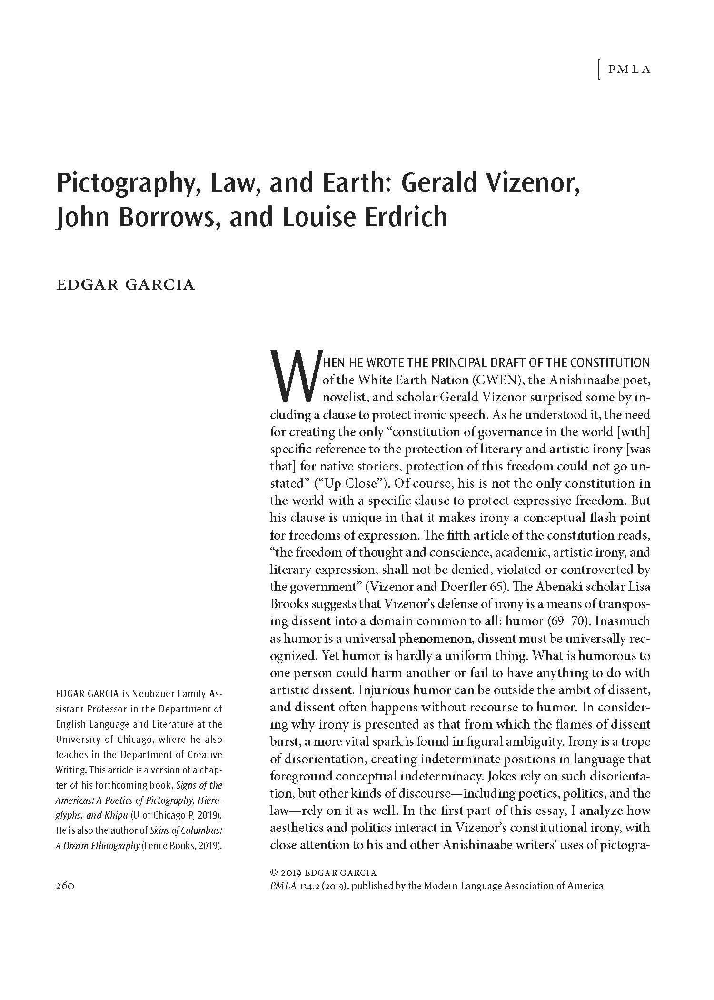 [ PMLA
Pictography, Law, and Earth: Gerald Vizenor,
John Borrows, and Louise Erdrich
EDGAR GARCIA
WHEN HE WROTE THE PRINCIPAL DRAFT OF THE CONSTITUTION
of the White Earth Nation (CWEN), the Anishinaabe poet,
novelist, and scholar Gerald Vizenor surprised some by in-
cluding a clause to protect ironic speech. As he understood it, the need
for creating the only “constitution of governance in the world [with]
specific reference to the protection of literary and artistic irony [was
that] for native storiers, protection of this freedom could not go un-
stated” (“Up Close”). Of course, his is not the only constitution in
the world with a specific clause to protect expressive freedom. But
his clause is unique in that it makes irony a conceptual flash point
for freedoms of expression. The fifth article of the constitution reads,
“the freedom of thought and conscience, academic, artistic irony, and
literary expression, shall not be denied, violated or controverted by
the government” (Vizenor and Doerfler 65). The Abenaki scholar Lisa
Brooks suggests that Vizenor’s defense of irony is a means of transpos-
ing dissent into a domain common to all: humor (69–70). Inasmuch
as humor is a universal phenomenon, dissent must be universally rec-
ognized. Yet humor is hardly a uniform thing. What is humorous to
one person could harm another or fail to have anything to do with
artistic dissent. Injurious humor can be outside the ambit of dissent,
and dissent often happens without recourse to humor. In consider-
ing why irony is presented as that from which the flames of dissent
burst, a more vital spark is found in figural ambiguity. Irony is a trope
of disorientation, creating indeterminate positions in language that
foreground conceptual indeterminacy. Jokes rely on such disorienta-
tion, but other kinds of discourse—including poetics, politics, and the
law—rely on it as well. In the first part of this essay, I analyze how
aesthetics and politics interact in Vizenor’s constitutional irony, with
close attention to his and other Anishinaabe writers’ uses of pictogra-
EDGAR GARCIA is Neubauer Family As-
sistant Professor in the Department of
English Language and Literature at the
University of Chicago, where he also
teaches in the Department of Creative
Writing. This article is a version of a chap-
ter of his forthcoming book, Signs of the
Americas: A Poetics of Pictography, Hiero-
glyphs, and Khipu (U of Chicago P, 2019).
He is also the author of Skins of Columbus:
A Dream Ethnography (Fence Books, 2019).
© 2019 EDGAR GARCIA
260
PMLA 134.2 (2019), published by the Modern Language Association of America